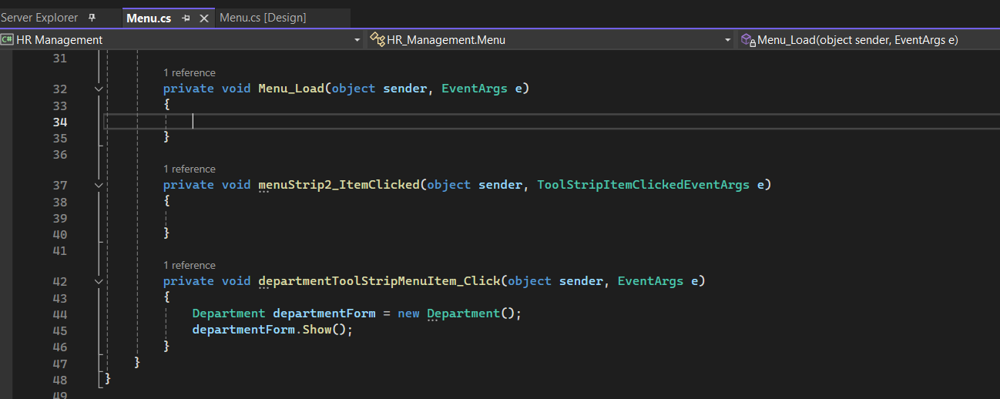 Server Explorer Menu.cs Menu.cs [Design]
C# HR Management HR_Management.Menu Menu_Load(object sender, EventArgs e)
31
1 reference
32 private void Menu_Load(object sender, EventArgs e)
33 {
34
35 }
36
1 reference
37 private void menuStrip2_ItemClicked(object sender, ToolStripItemClickedEventArgs e)
38 {
39
40 }
41
1 reference
42 private void departmentToolStripMenuItem_Click(object sender, EventArgs e)
43 {
44 Department departmentForm = new Department();
45 departmentForm.Show();
46 }
47 }
48 }
49